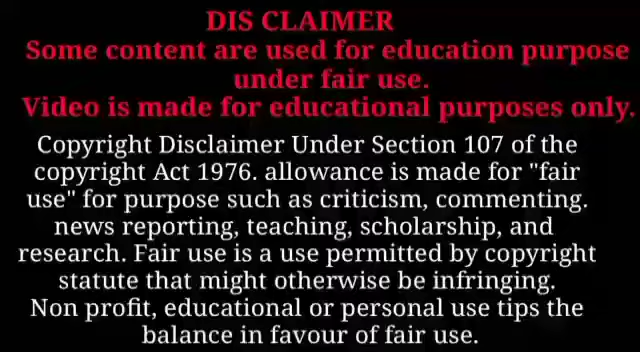 DIS CLAIMER
Some content are used for education purpose
under fair use.
Video is made for educational purposes only.
Copyright Disclaimer Under Section 107 of the
copyright Act 1976. allowance is made for "fair
use" for purpose such as criticism, commenting.
news reporting, teaching, scholarship, and
research. Fair use is a use permitted by copyright
statute that might otherwise be infringing.
Non profit, educational or personal use tips the
balance in favour of fair use.